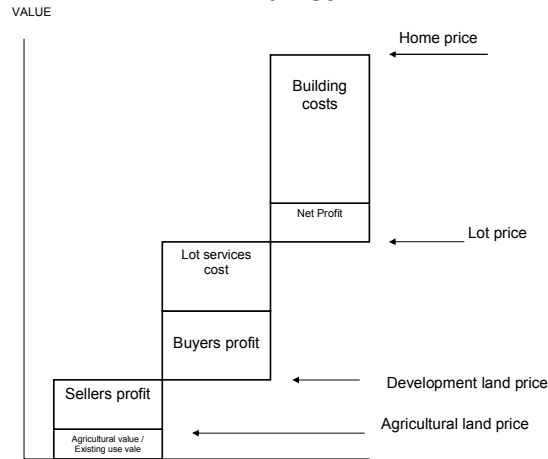 VALUE
Home price
Building
costs
Net Profit
Lot price
Lot services
cost
Buyers profit
Development land price
Sellers profit
Agricultural land price
Agricultural value /
Existing use vale